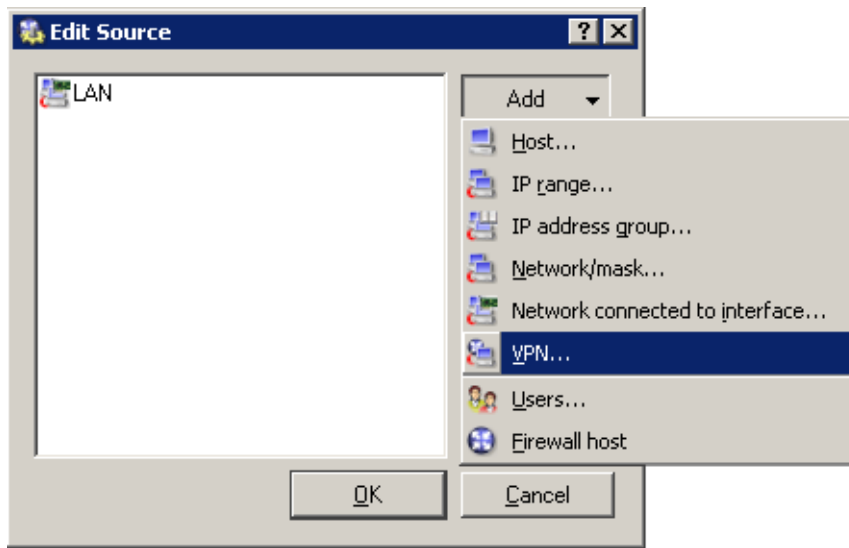 Edit Source
LAN
Add
Host...
IP range...
IP address group...
Network/mask...
Network connected to interface...
VPN...
Users...
Firewall host
OK
Cancel